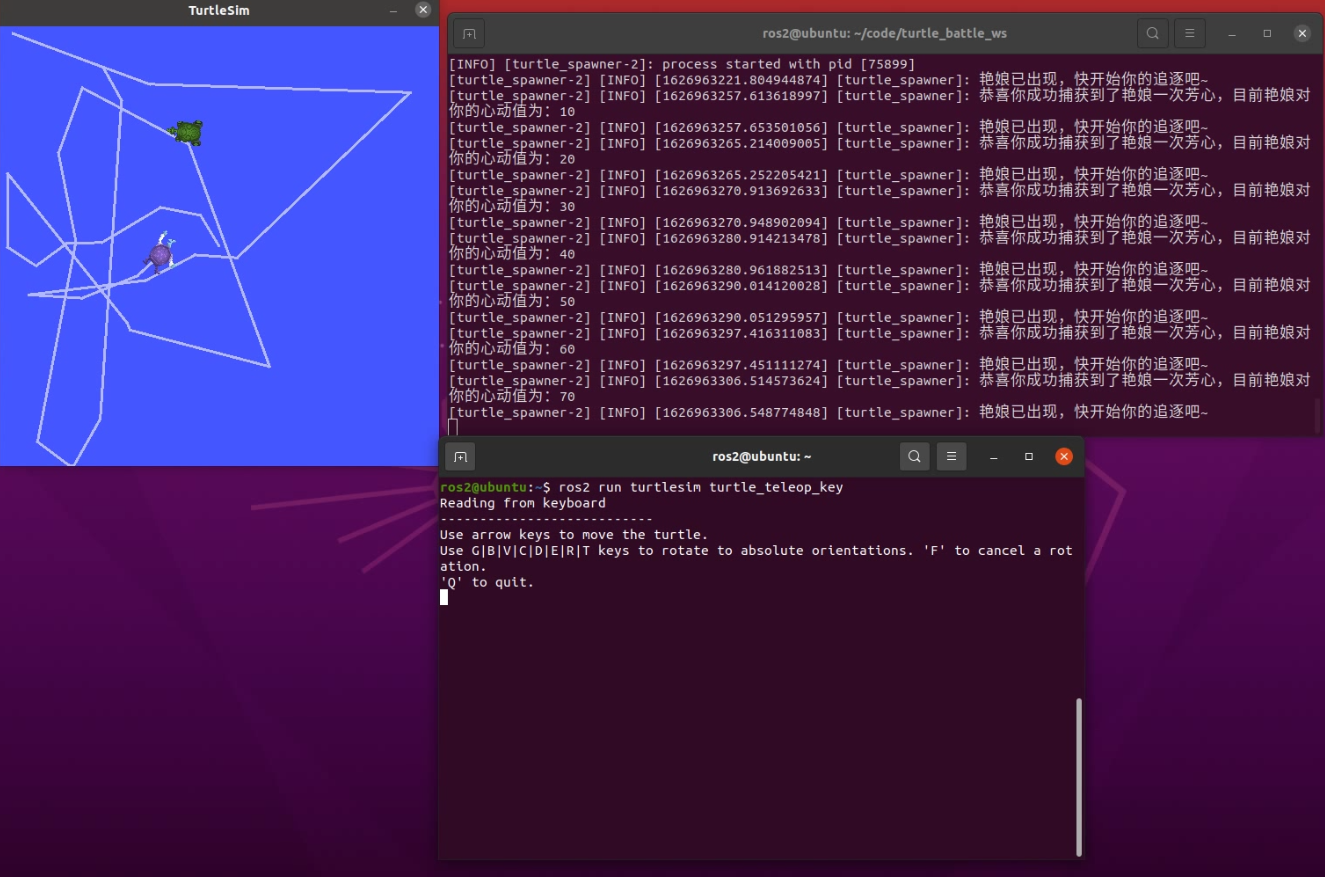 TurtleSim
ros2@ubuntu: ~/code/turtle_battle_ws
[INFO] [turtle_spawner-2]: process started with pid [75899]
[turtle_spawner-2] [INFO] [1626963221.804944874] [turtle_spawner]: 艳娘已出现，快开始你的追逐吧~
[turtle_spawner-2] [INFO] [1626963257.613618997] [turtle_spawner]: 恭喜你成功捕获到了艳娘一次芳心，目前艳娘对
你的心动值为：10
[turtle_spawner-2] [INFO] [1626963257.653501056] [turtle_spawner]: 艳娘已出现，快开始你的追逐吧~
[turtle_spawner-2] [INFO] [1626963265.214009005] [turtle_spawner]: 恭喜你成功捕获到了艳娘一次芳心，目前艳娘对
你的心动值为：20
[turtle_spawner-2] [INFO] [1626963265.252205421] [turtle_spawner]: 艳娘已出现，快开始你的追逐吧~
[turtle_spawner-2] [INFO] [1626963270.913692633] [turtle_spawner]: 恭喜你成功捕获到了艳娘一次芳心，目前艳娘对
你的心动值为：30
[turtle_spawner-2] [INFO] [1626963270.948902094] [turtle_spawner]: 艳娘已出现，快开始你的追逐吧~
[turtle_spawner-2] [INFO] [1626963280.914213478] [turtle_spawner]: 恭喜你成功捕获到了艳娘一次芳心，目前艳娘对
你的心动值为：40
[turtle_spawner-2] [INFO] [1626963280.961882513] [turtle_spawner]: 艳娘已出现，快开始你的追逐吧~
[turtle_spawner-2] [INFO] [1626963290.014120028] [turtle_spawner]: 恭喜你成功捕获到了艳娘一次芳心，目前艳娘对
你的心动值为：50
[turtle_spawner-2] [INFO] [1626963290.051295957] [turtle_spawner]: 艳娘已出现，快开始你的追逐吧~
[turtle_spawner-2] [INFO] [1626963297.416311083] [turtle_spawner]: 恭喜你成功捕获到了艳娘一次芳心，目前艳娘对
你的心动值为：60
[turtle_spawner-2] [INFO] [1626963297.451111274] [turtle_spawner]: 艳娘已出现，快开始你的追逐吧~
[turtle_spawner-2] [INFO] [1626963306.514573624] [turtle_spawner]: 恭喜你成功捕获到了艳娘一次芳心，目前艳娘对
你的心动值为：70
[turtle_spawner-2] [INFO] [1626963306.548774848] [turtle_spawner]: 艳娘已出现，快开始你的追逐吧~
ros2@ubuntu: ~
ros2@ubuntu:~$ ros2 run turtlesim turtle_teleop_key
Reading from keyboard
---------------------------
Use arrow keys to move the turtle.
Use G|B|V|C|D|E|R|T keys to rotate to absolute orientations. 'F' to cancel a rot
ation.
'Q' to quit.